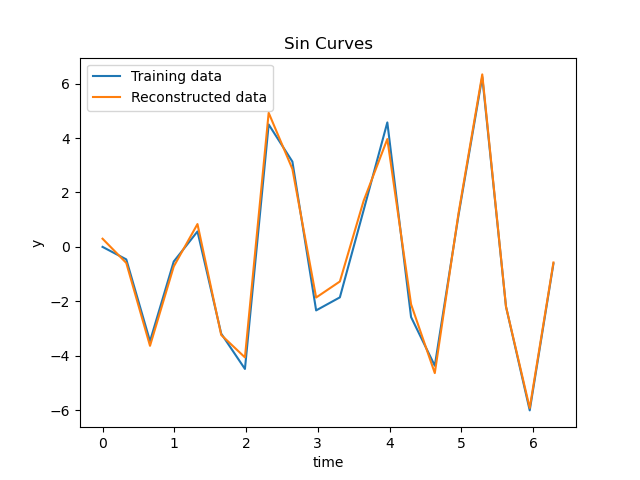 Sin Curves
Training data
Reconstructed data
6
4
2
0
−2
−4
−6
y
0 1 2 3 4 5 6
time